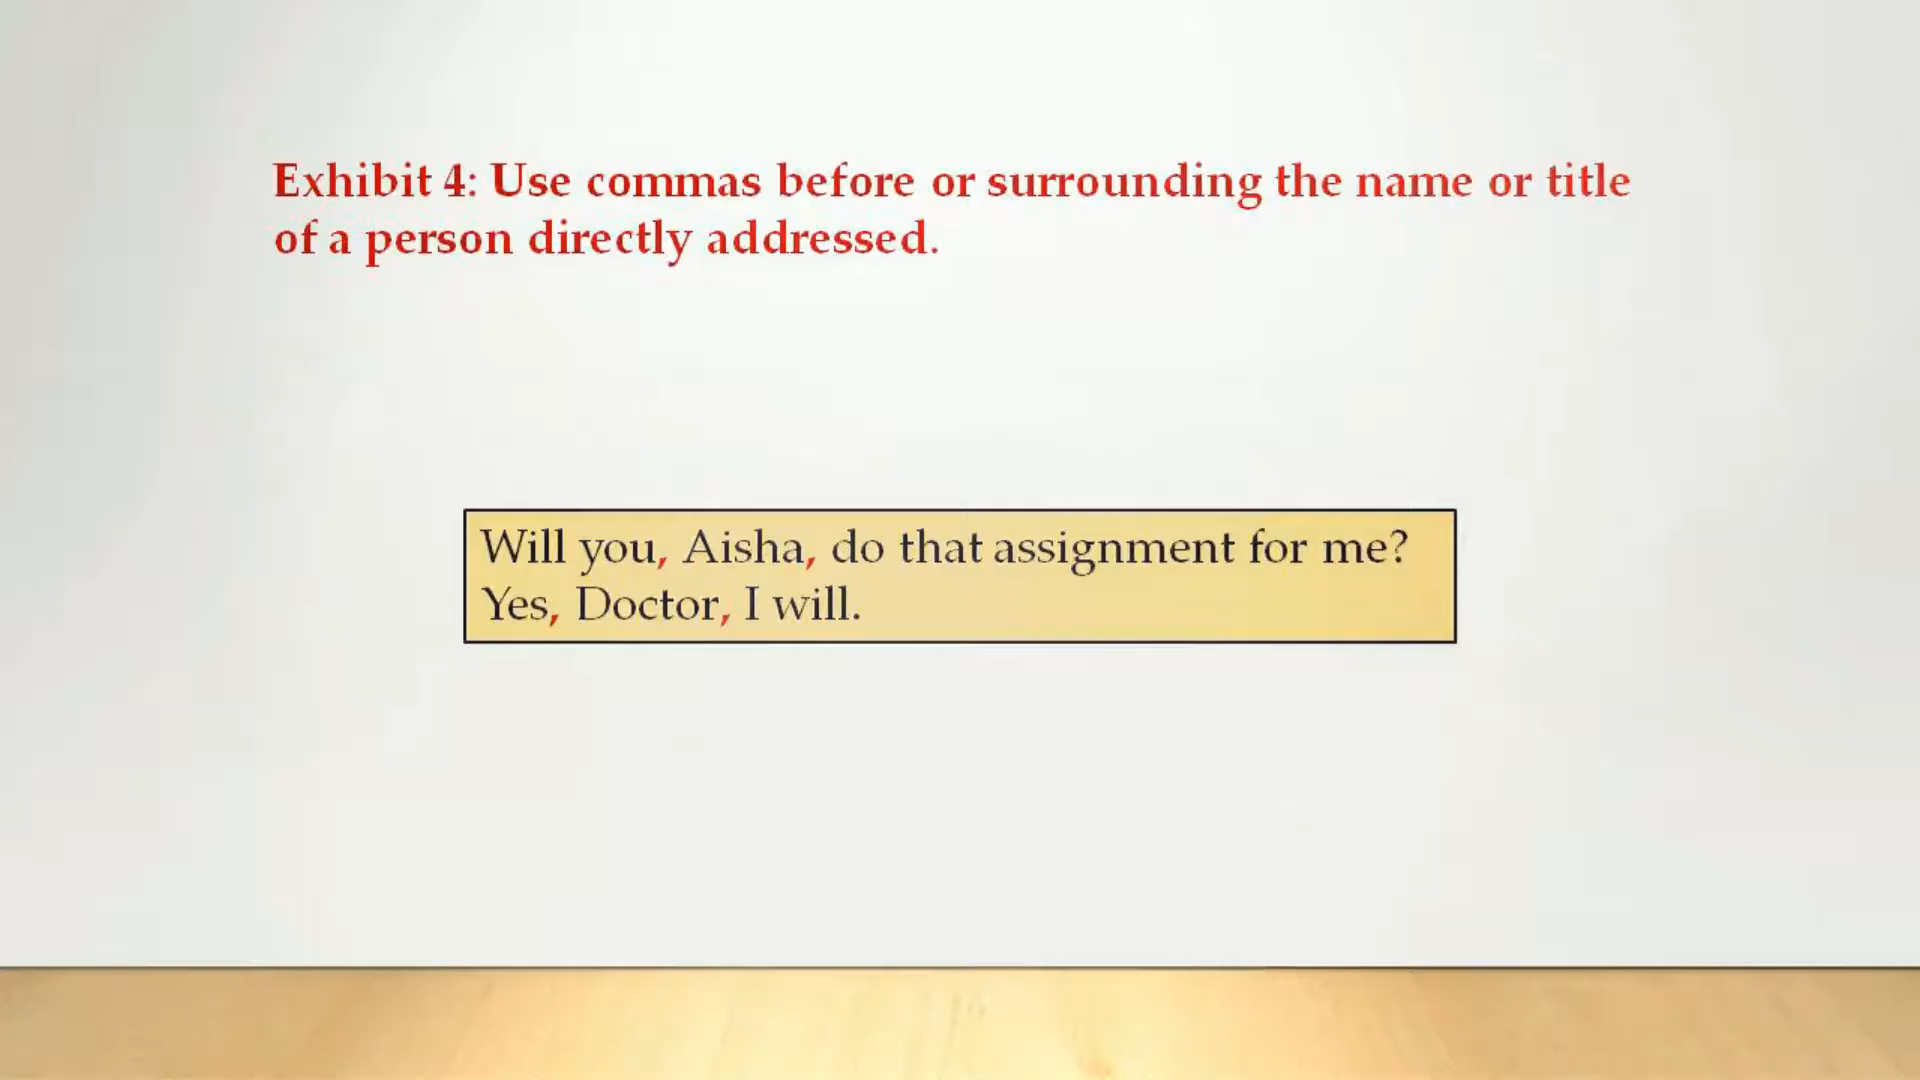 Exhibit 4: Use commas before or surrounding the name or title
of a person directly addressed.
Will you, Aisha, do that assignment for me?
Yes, Doctor, I will.